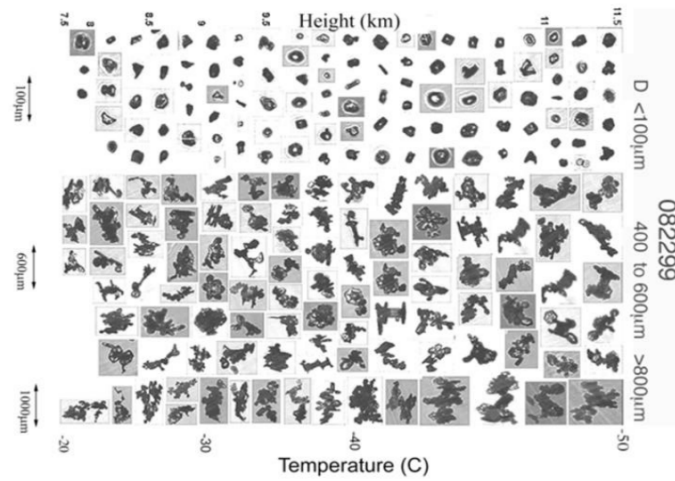 Height (km)
7.5 8 8.5 9 9.5 10 11 11.5
100μm
D <100μm
600μm
400 to 600μm
082299
1000μm
>800μm
-20 -30 -40 -50
Temperature (C)